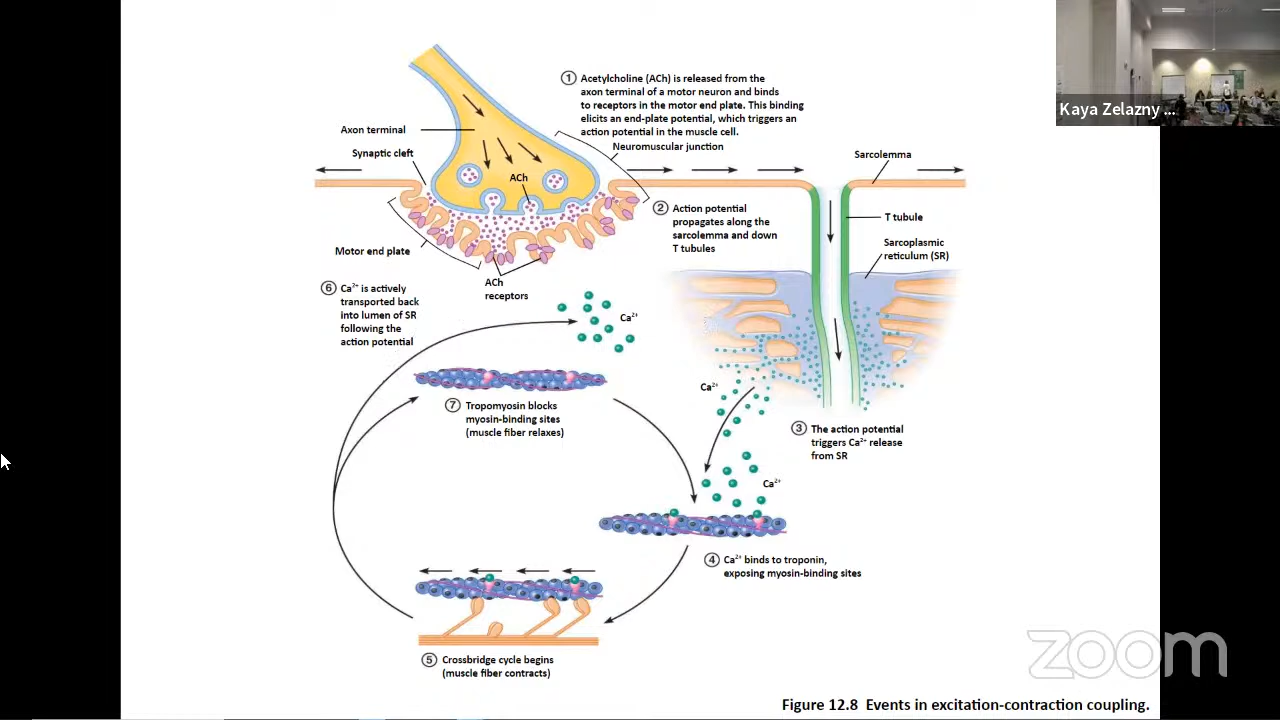 Kaya Zelazny ...
① Acetylcholine (ACh) is released from the
axon terminal of a motor neuron and binds
to receptors in the motor end plate. This binding
elicits an end-plate potential, which triggers an
action potential in the muscle cell.
Neuromuscular junction
Axon terminal
Synaptic cleft
ACh
Sarcolemma
② Action potential
propagates along the
sarcolemma and down
T tubules
T tubule
Sarcoplasmic
reticulum (SR)
Motor end plate
ACh
receptors
⑥ Ca²⁺ is actively
transported back
into lumen of SR
following the
action potential
Ca²⁺
Ca²⁺
⑦ Tropomyosin blocks
myosin-binding sites
(muscle fiber relaxes)
③ The action potential
triggers Ca²⁺ release
from SR
Ca²⁺
④ Ca²⁺ binds to troponin,
exposing myosin-binding sites
⑤ Crossbridge cycle begins
(muscle fiber contracts)
zoom
Figure 12.8 Events in excitation-contraction coupling.